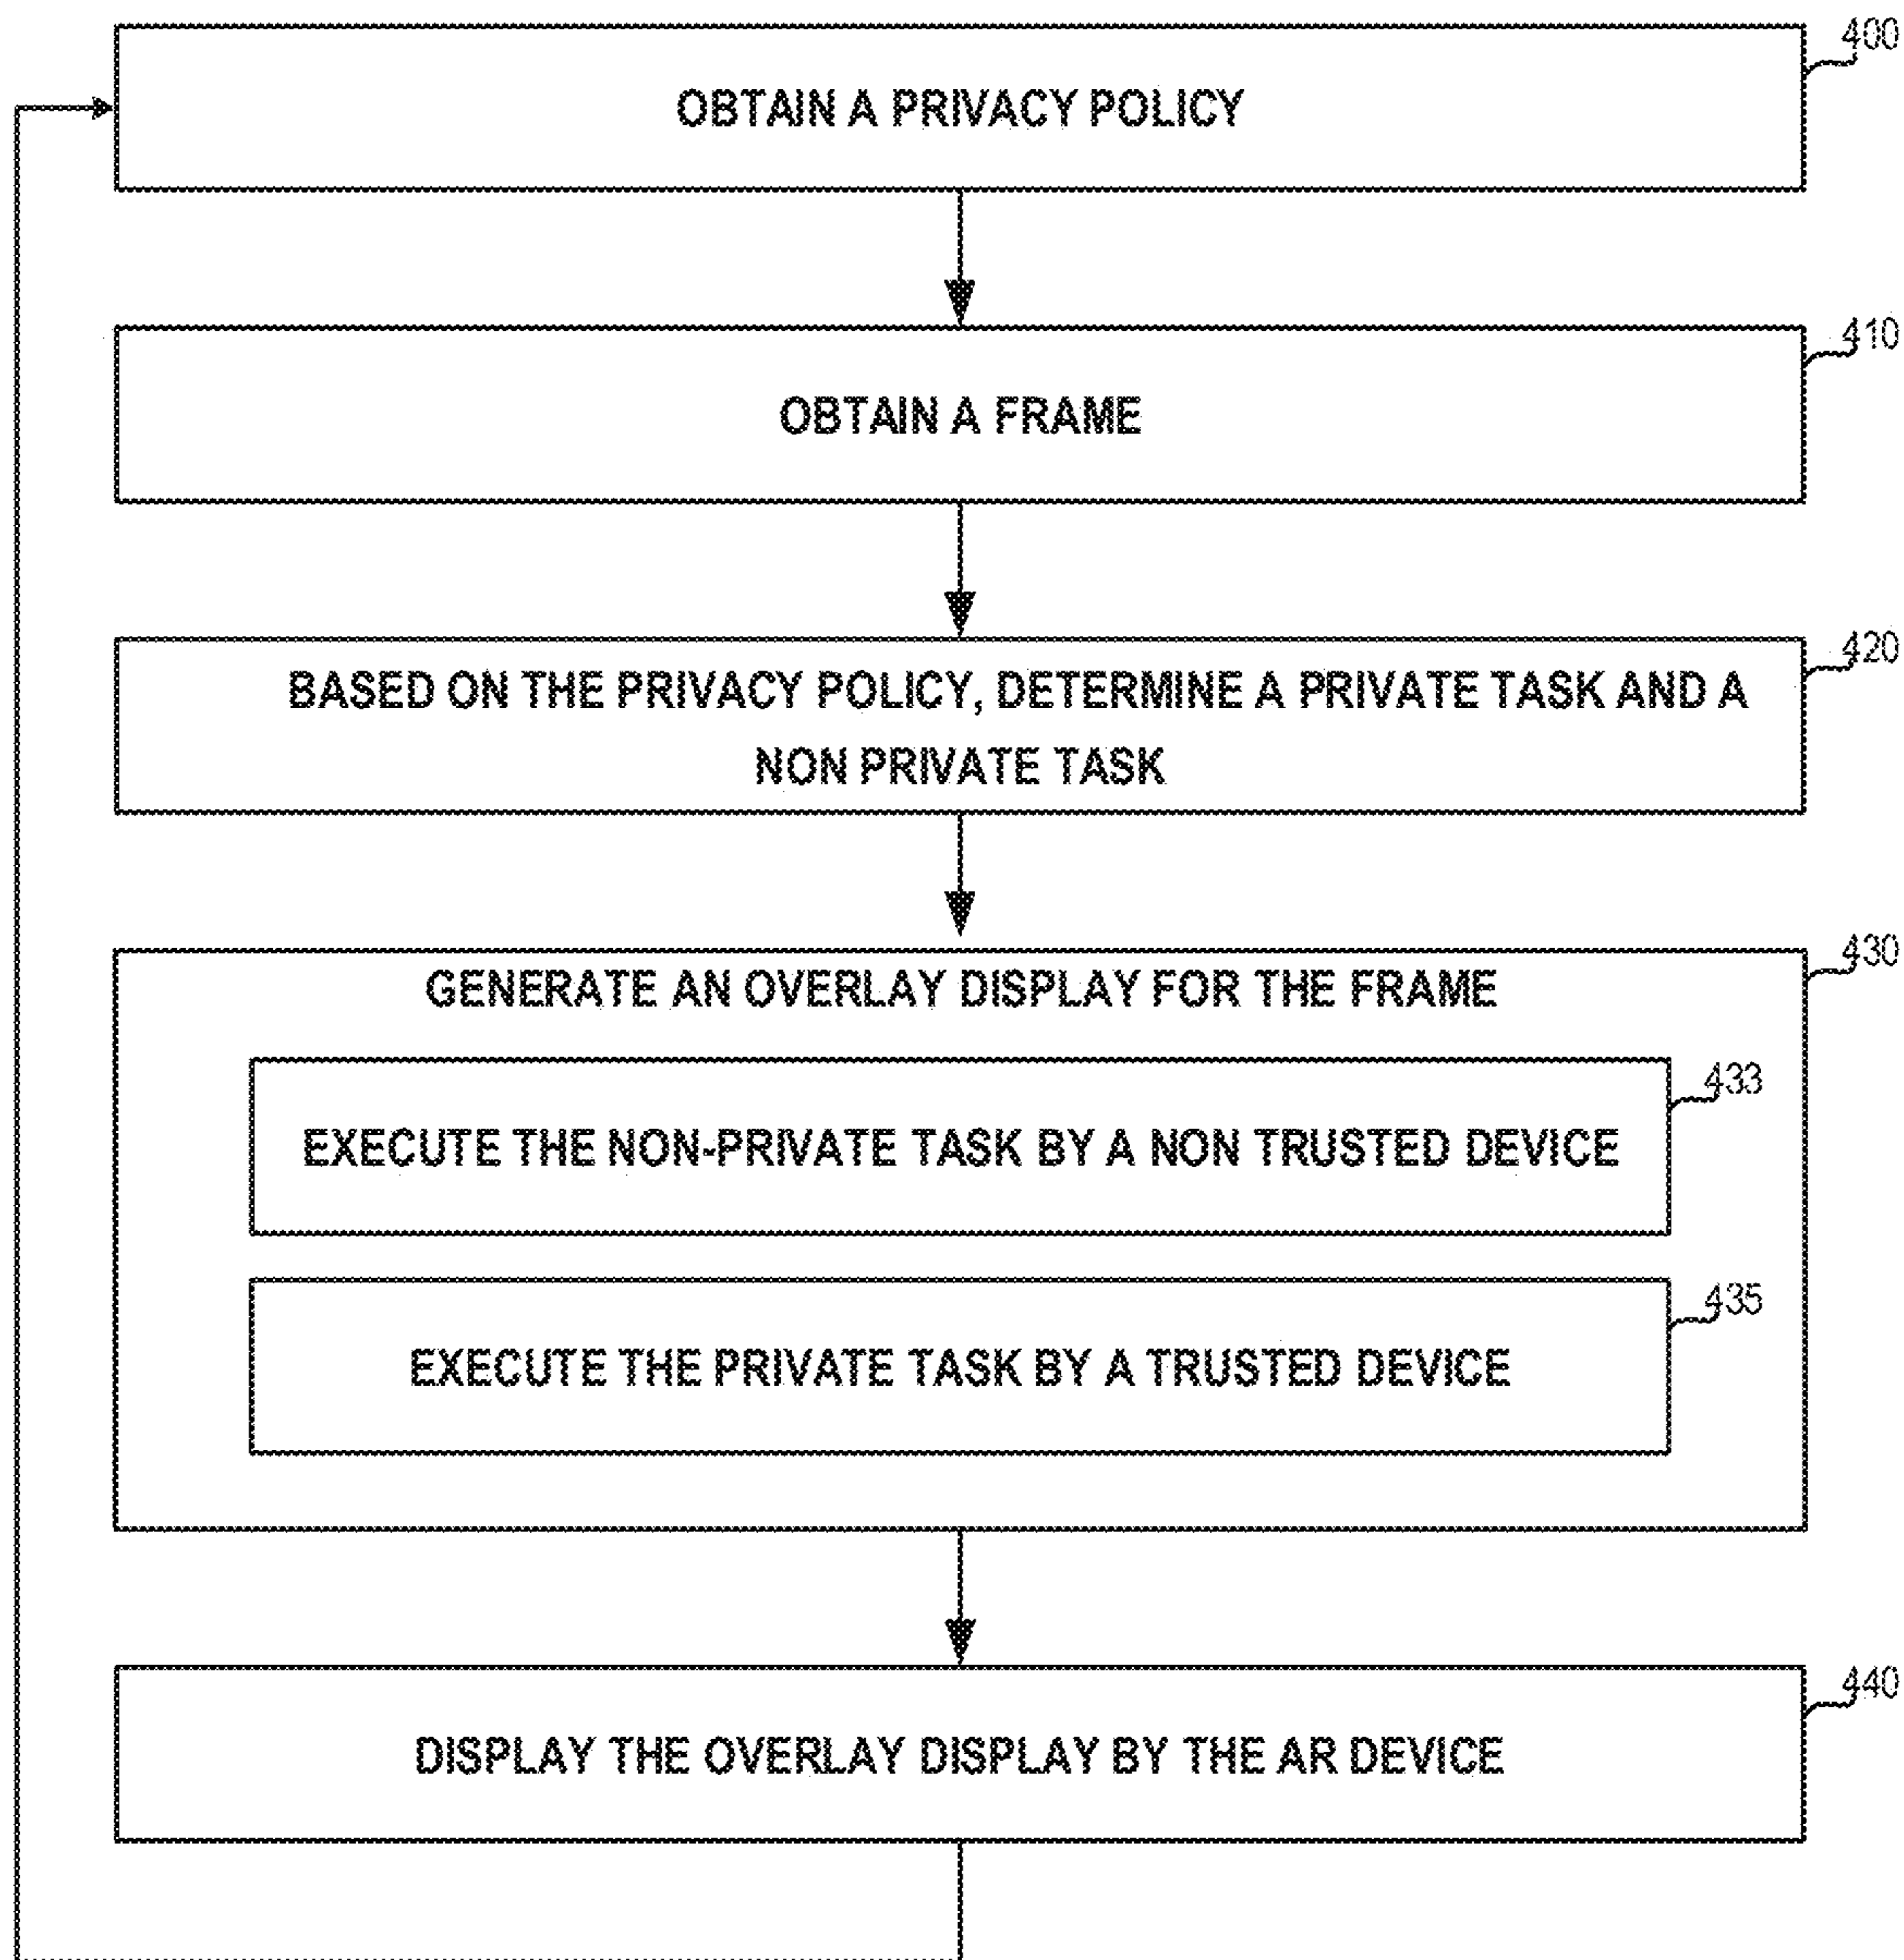 400
OBTAIN A PRIVACY POLICY
410
OBTAIN A FRAME
420
BASED ON THE PRIVACY POLICY, DETERMINE A PRIVATE TASK AND A
NON PRIVATE TASK
430
GENERATE AN OVERLAY DISPLAY FOR THE FRAME
433
EXECUTE THE NON-PRIVATE TASK BY A NON TRUSTED DEVICE
435
EXECUTE THE PRIVATE TASK BY A TRUSTED DEVICE
440
DISPLAY THE OVERLAY DISPLAY BY THE AR DEVICE